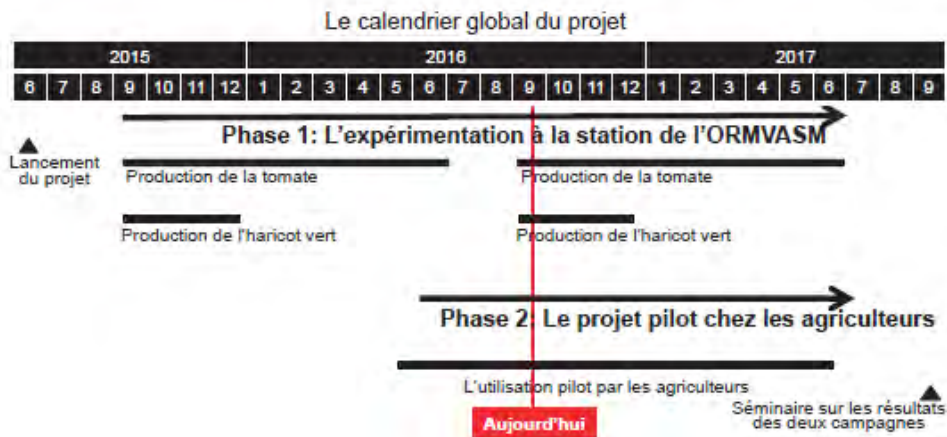 Le calendrier global du projet
2015 2016 2017
6 7 8 9 10 11 12 1 2 3 4 5 6 7 8 9 10 11 12 1 2 3 4 5 6 7 8 9
Phase 1: L'expérimentation à la station de l'ORMVASM
Lancement
du projet
Production de la tomate
Production de la tomate
Production de l'haricot vert
Production de l'haricot vert
Phase 2: Le projet pilot chez les agriculteurs
L'utilisation pilot par les agriculteurs
Aujourd'hui
Séminaire sur les résultats
des deux campagnes